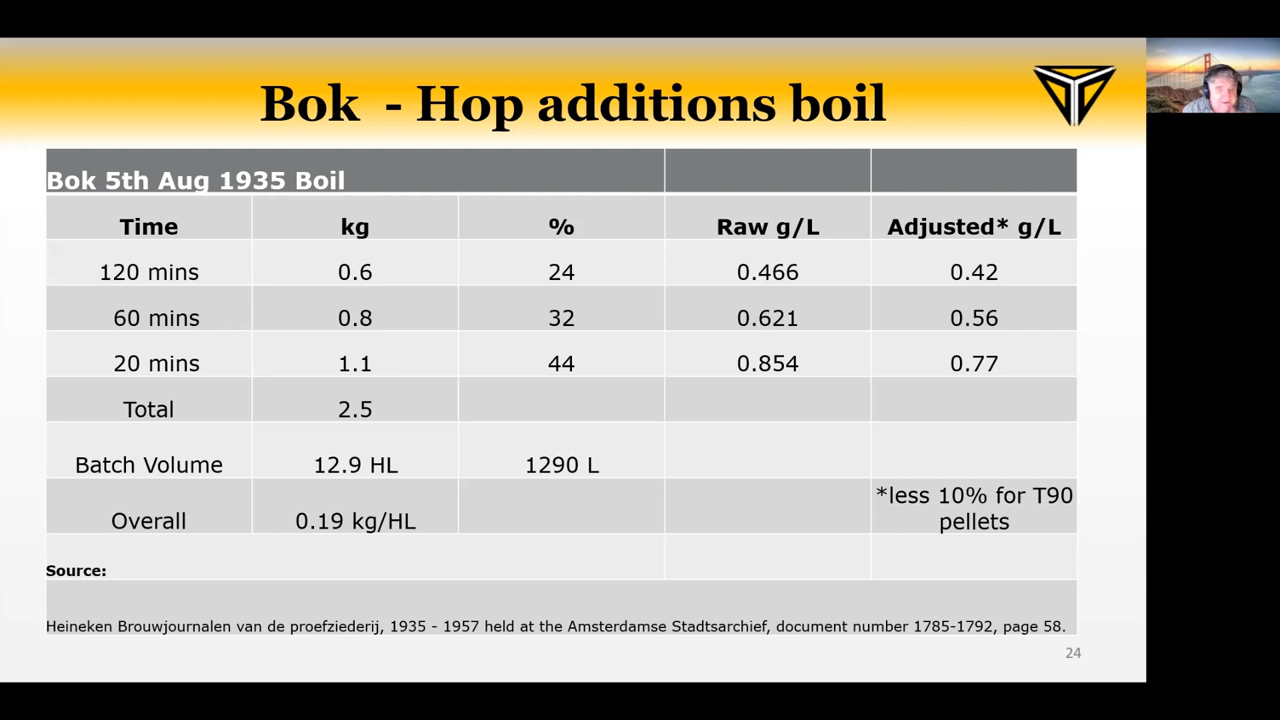 Bok - Hop additions boil
Bok 5th Aug 1935 Boil
Time kg % Raw g/L Adjusted* g/L
120 mins 0.6 24 0.466 0.42
60 mins 0.8 32 0.621 0.56
20 mins 1.1 44 0.854 0.77
Total 2.5
Batch Volume 12.9 HL 1290 L
Overall 0.19 kg/HL *less 10% for T90 pellets
Source:
Heineken Brouwjournalen van de proefziederij, 1935 - 1957 held at the Amsterdamse Stadtsarchief, document number 1785-1792, page 58.
24